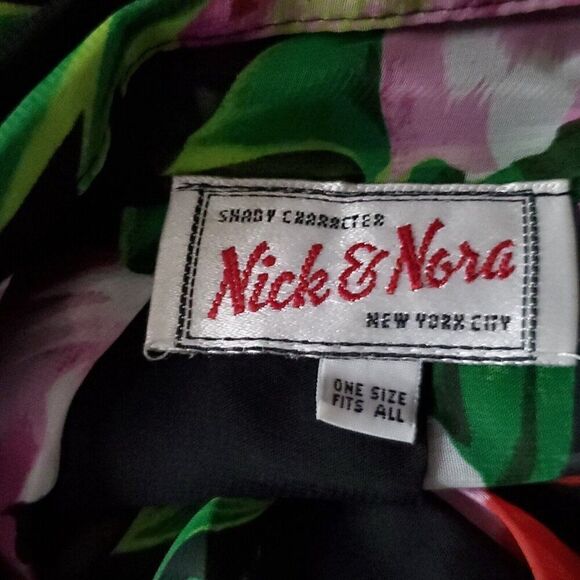 SHADY CHARACTER
Nick & Nora
NEW YORK CITY
ONE SIZE
FITS ALL